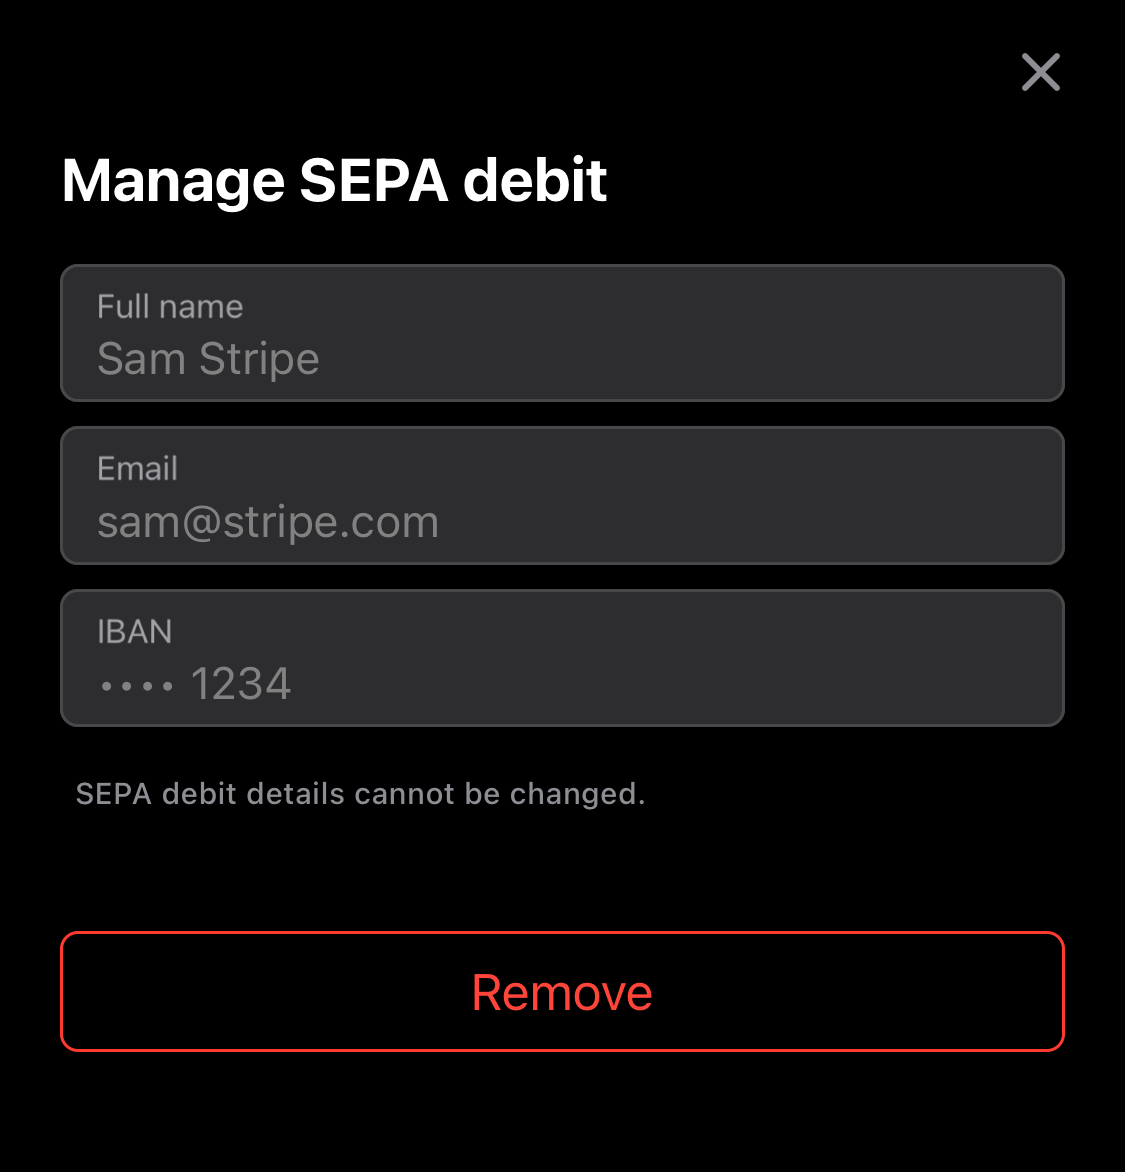 Manage SEPA debit
Full name
Sam Stripe
Email
sam@stripe.com
IBAN
•••• 1234
SEPA debit details cannot be changed.
Remove